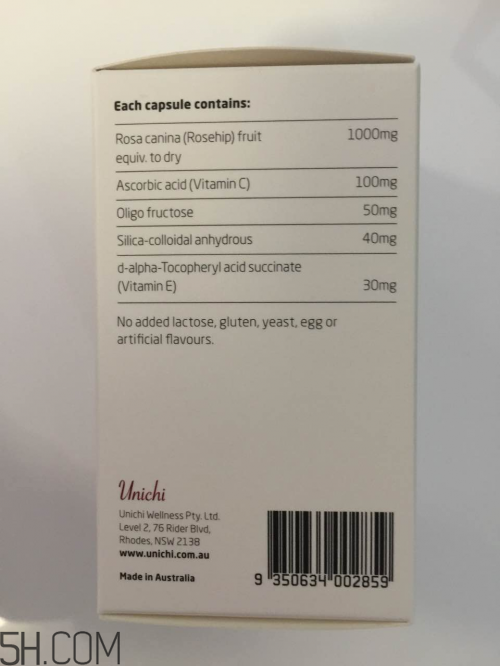 Each capsule contains:
Rosa canina (Rosehip) fruit 1000mg
equiv. to dry
Ascorbic acid (Vitamin C) 100mg
Oligo fructose 50mg
Silica-colloidal anhydrous 40mg
d-alpha-Tocopheryl acid succinate
(Vitamin E) 30mg
No added lactose, gluten, yeast, egg or
artificial flavours.
Unichi
Unichi Wellness Pty. Ltd.
Level 2, 76 Rider Blvd,
Rhodes, NSW 2138
www.unichi.com.au
Made in Australia
9 350634 002859
5H.COM